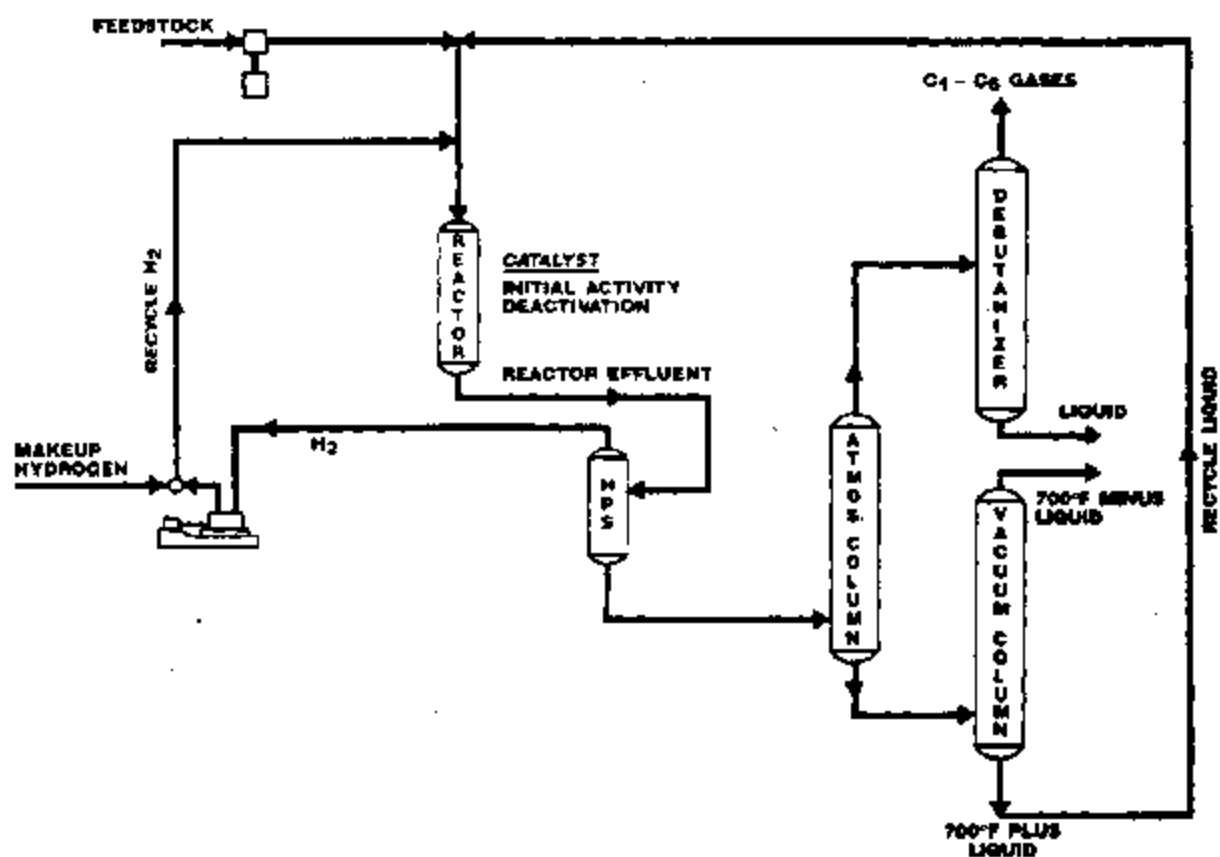 FEEDSTOCK
C1 – C6 GASES
REACTOR
CATALYST
INITIAL ACTIVITY
DEACTIVATION
DEBUTANIZER
RECYCLE H2
REACTOR EFFLUENT
LIQUID
H2
MAKEUP
HYDROGEN
HPS
ATMOS COLUMN
700°F MINUS
LIQUID
VACUUM COLUMN
RECYCLE LIQUID
700°F PLUS
LIQUID